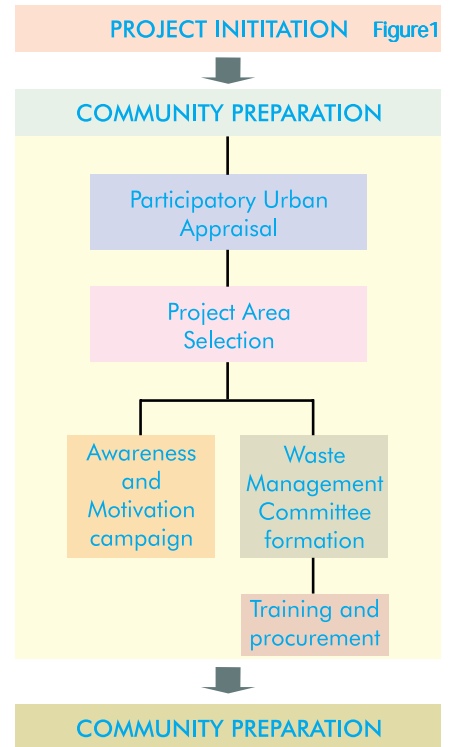 PROJECT INITITATION Figure1
COMMUNITY PREPARATION
Participatory Urban
Appraisal
Project Area
Selection
Awareness
and
Motivation
campaign
Waste
Management
Committee
formation
Training and
procurement
COMMUNITY PREPARATION